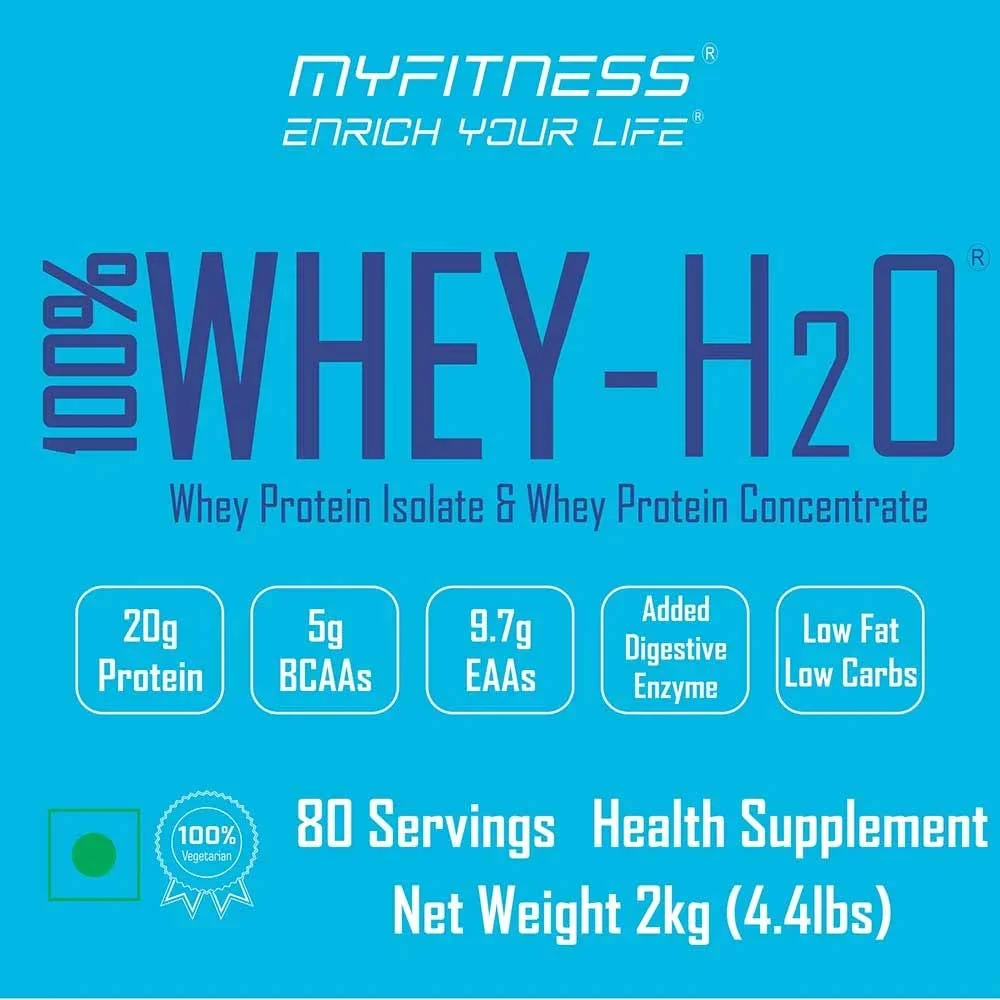 MYFITNESS®
ENRICH YOUR LIFE®
100% WHEY-H2O®
Whey Protein Isolate & Whey Protein Concentrate
20g
Protein
5g
BCAAs
9.7g
EAAs
Added
Digestive
Enzyme
Low Fat
Low Carbs
100%
Vegetarian
80 Servings Health Supplement
Net Weight 2kg (4.4lbs)